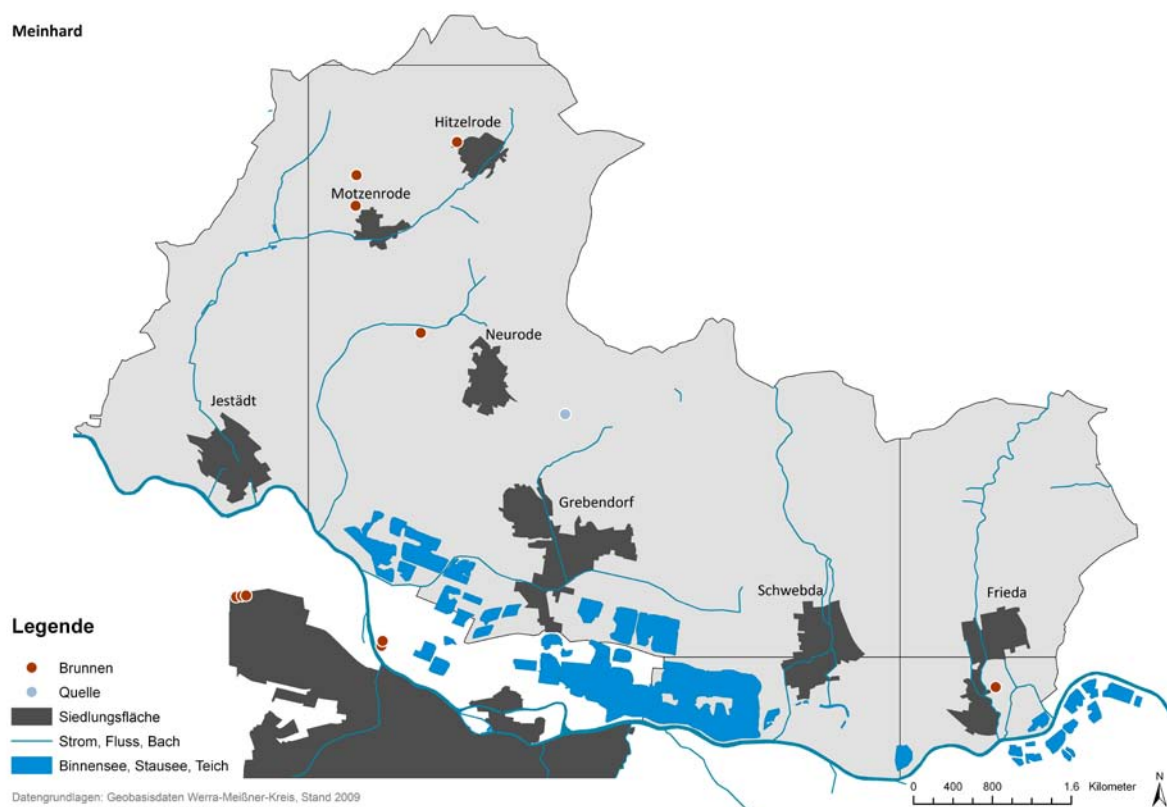 Meinhard
Hitzelrode
Motzenrode
Neurode
Jestädt
Grebendorf
Schwebda
Frieda
Legende
Brunnen
Quelle
Siedlungsfläche
Strom, Fluss, Bach
Binnensee, Stausee, Teich
0 400 800 1.6 Kilometer
N
Datengrundlagen: Geobasisdaten Werra-Meißner-Kreis, Stand 2009